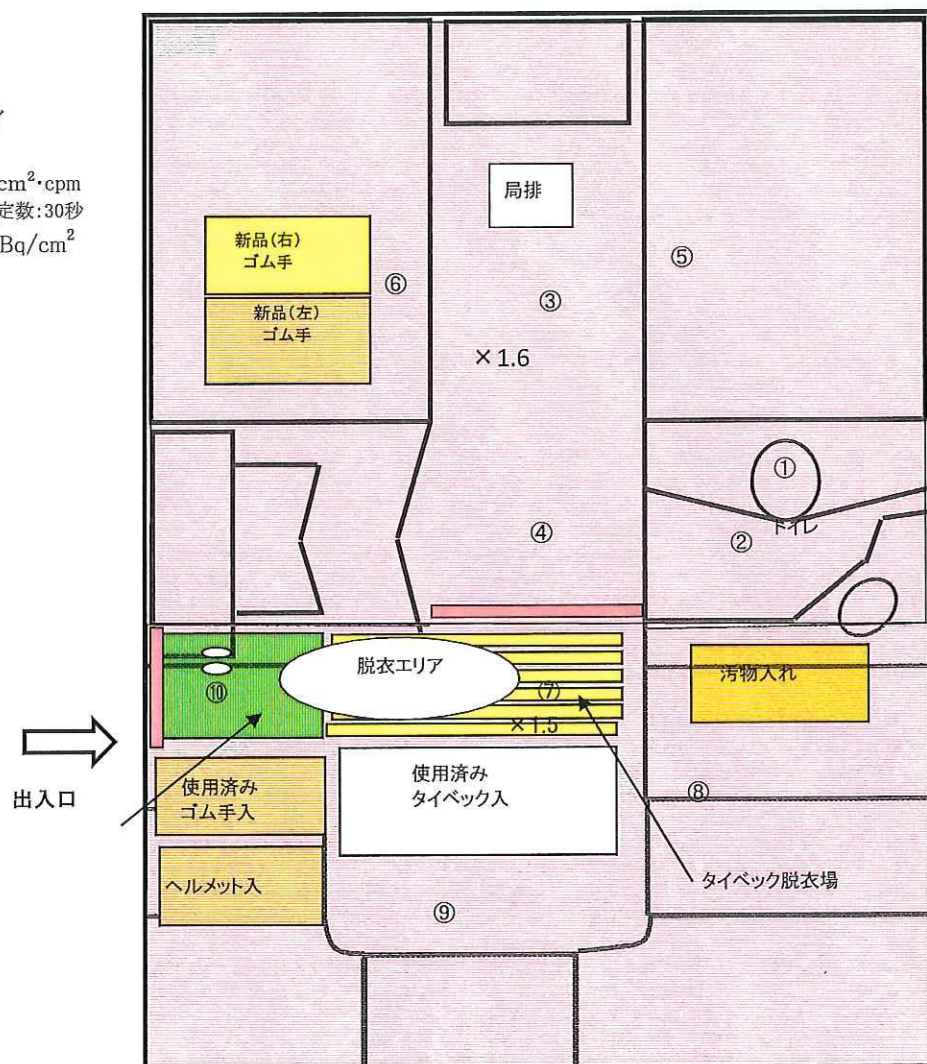 cm²・cpm
定数:30秒
Bq/cm²
局排
新品(右)
ゴム手
新品(左)
ゴム手
⑥
③
⑤
×1.6
①
トイレ
②
④
脱衣エリア
⑩
⑦
×1.5
汚物入れ
出入口
使用済み
ゴム手入
使用済み
タイベック入
⑧
ヘルメット入
タイベック脱衣場
⑨